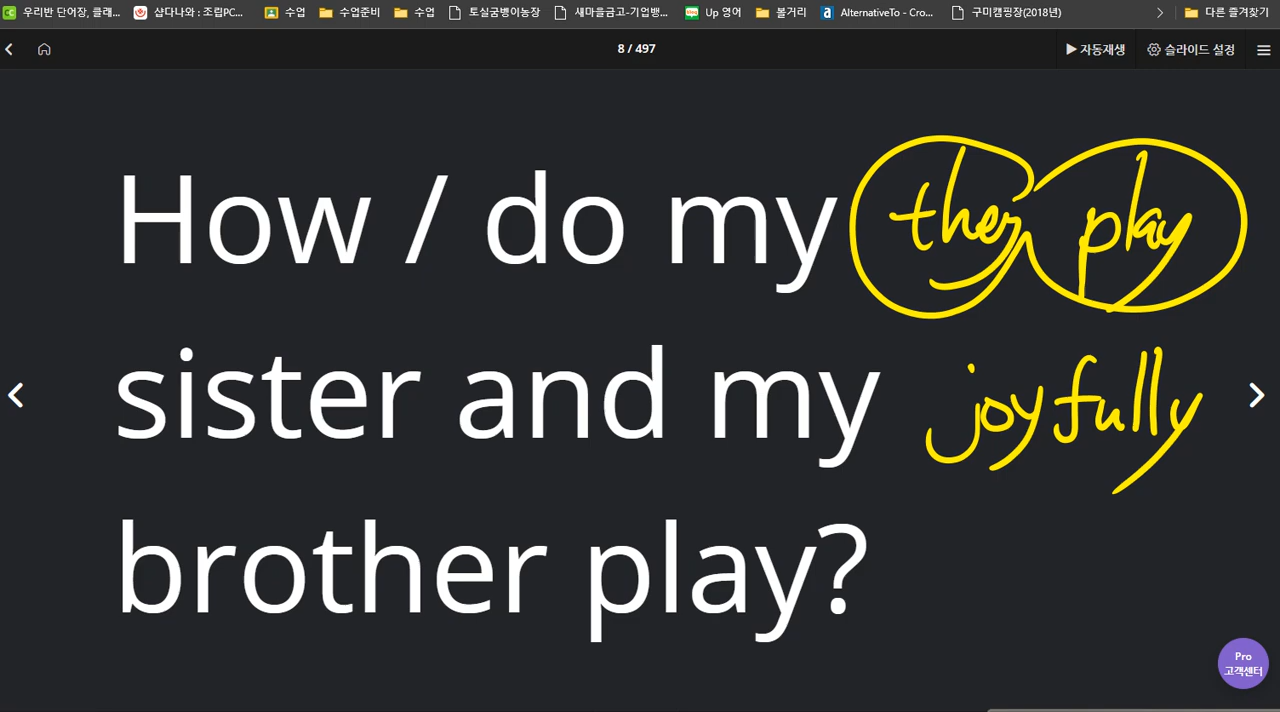 우리반 단어장, 클래... 샵다나와 : 조립PC... 수업 수업준비 수업 토실굼벵이농장 새마을금고-기업뱅... Up 영어 볼거리 AlternativeTo - Cro... 구미캠핑장(2018년) 다른 즐겨찾기
8 / 497 ▶ 자동재생 슬라이드 설정
How / do my they play
sister and my joyfully
brother play?
Pro
고객센터